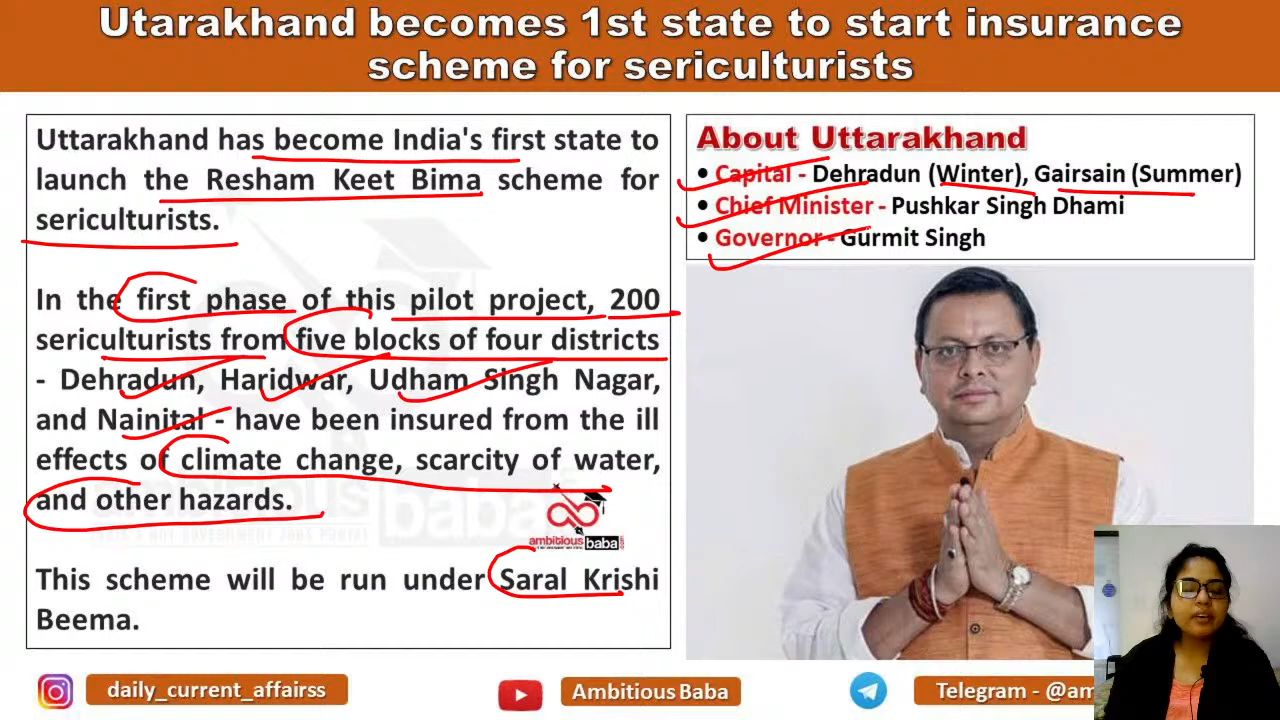 Utarakhand becomes 1st state to start insurance
scheme for sericulturists
Uttarakhand has become India's first state to
launch the Resham Keet Bima scheme for
sericulturists.
In the first phase of this pilot project, 200
sericulturists from five blocks of four districts
- Dehradun, Haridwar, Udham Singh Nagar,
and Nainital - have been insured from the ill
effects of climate change, scarcity of water,
and other hazards.
ambitiousbaba.com
This scheme will be run under Saral Krishi
Beema.
About Uttarakhand
• Capital - Dehradun (Winter), Gairsain (Summer)
• Chief Minister - Pushkar Singh Dhami
• Governor - Gurmit Singh
daily_current_affairss
Ambitious Baba
Telegram - @am